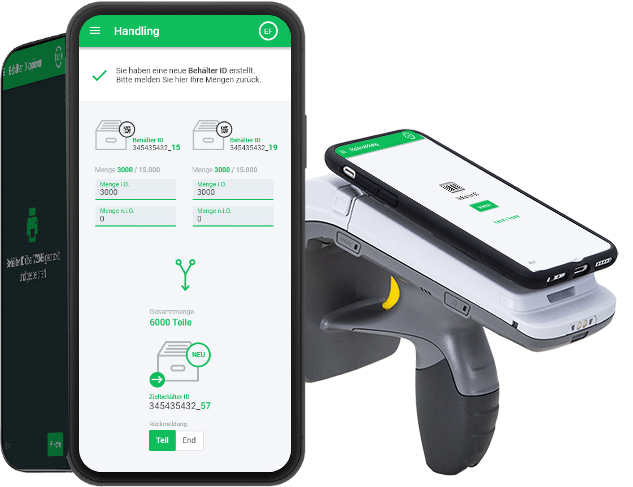 Handling
EF
Sie haben eine neue Behälter ID erstellt.
Bitte melden Sie hier Ihre Mengen zurück.
Behälter ID
345435432_15
Behälter ID
345435432_19
Menge 3000 / 15.000
Menge 3000 / 15.000
Menge i.O.
3000
Menge i.O.
3000
Menge n.i.O.
0
Menge n.i.O.
0
Gesamtmenge
6000 Teile
NEU
Zielbehälter ID
345435432_57
Rückmeldung
Teil
End